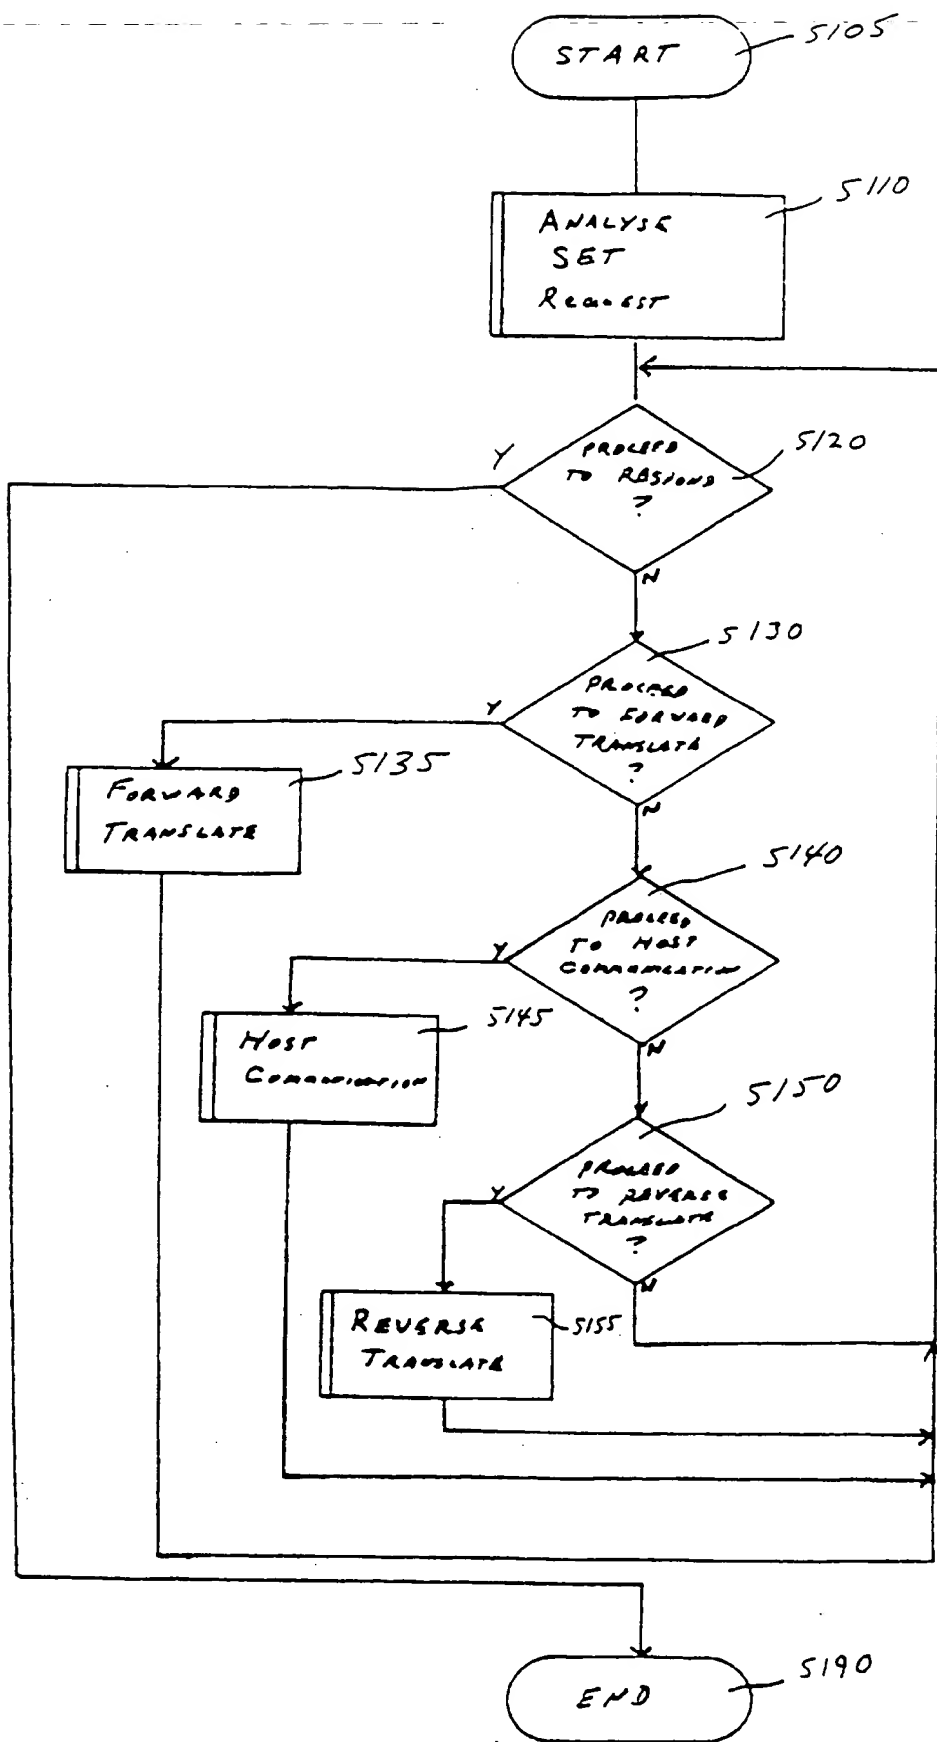 START
5105
5110
ANALYSE
SET
REQUEST
Y
PROCEED
TO RESPOND
?
5120
N
5130
Y
PROCEED
TO FORWARD
TRANSLATE
?
N
5135
FORWARD
TRANSLATE
5140
Y
PROCEED
TO HOST
COMMUNICATION
?
N
5145
HOST
COMMUNICATION
5150
Y
PROCEED
TO REVERSE
TRANSLATE
?
N
REVERSE
TRANSLATE
5155
END
5190